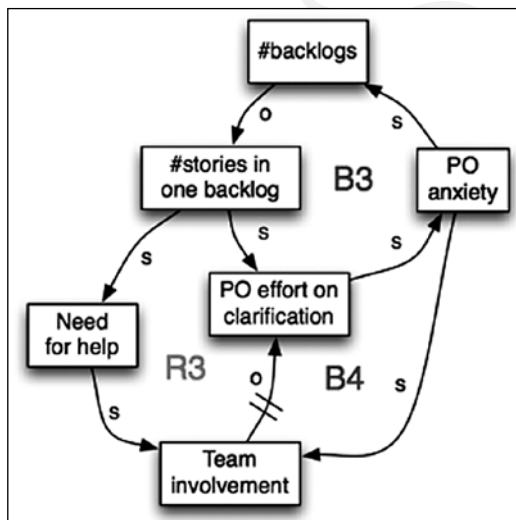 #backlogs
o
s
#stories in
one backlog
B3
PO
anxiety
s
s
s
PO effort on
clarification
Need
for help
R3
o
B4
s
s
Team
involvement